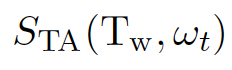 S_TA(T_w, ω_t)